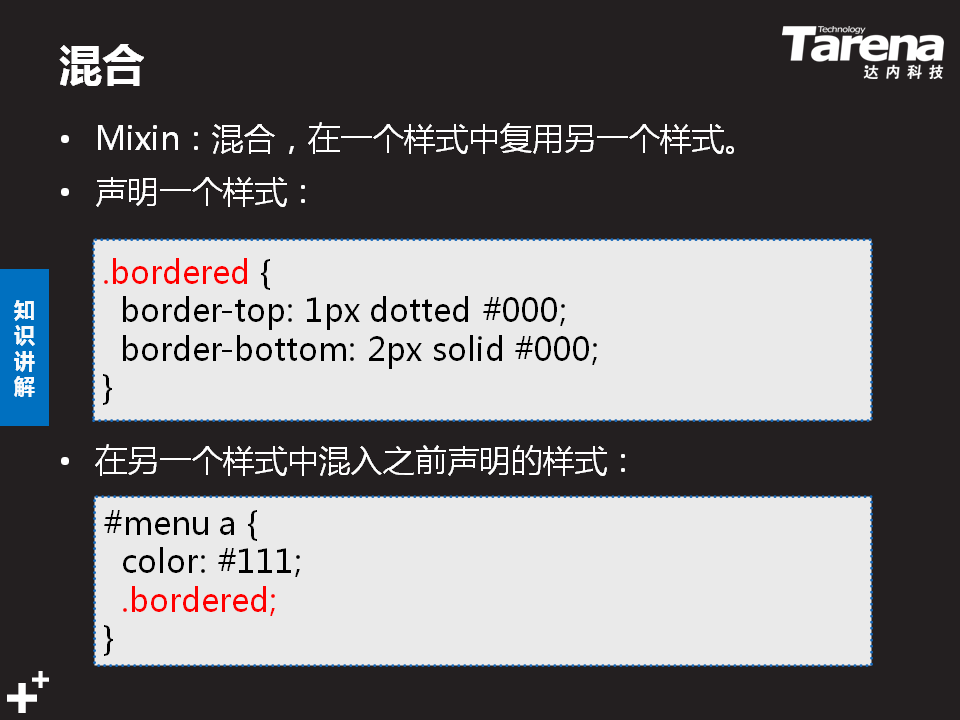 混合
Technology
Tarena
达内科技
• Mixin：混合，在一个样式中复用另一个样式。
• 声明一个样式：
.bordered {
  border-top: 1px dotted #000;
  border-bottom: 2px solid #000;
}
知识讲解
• 在另一个样式中混入之前声明的样式：
#menu a {
  color: #111;
  .bordered;
}